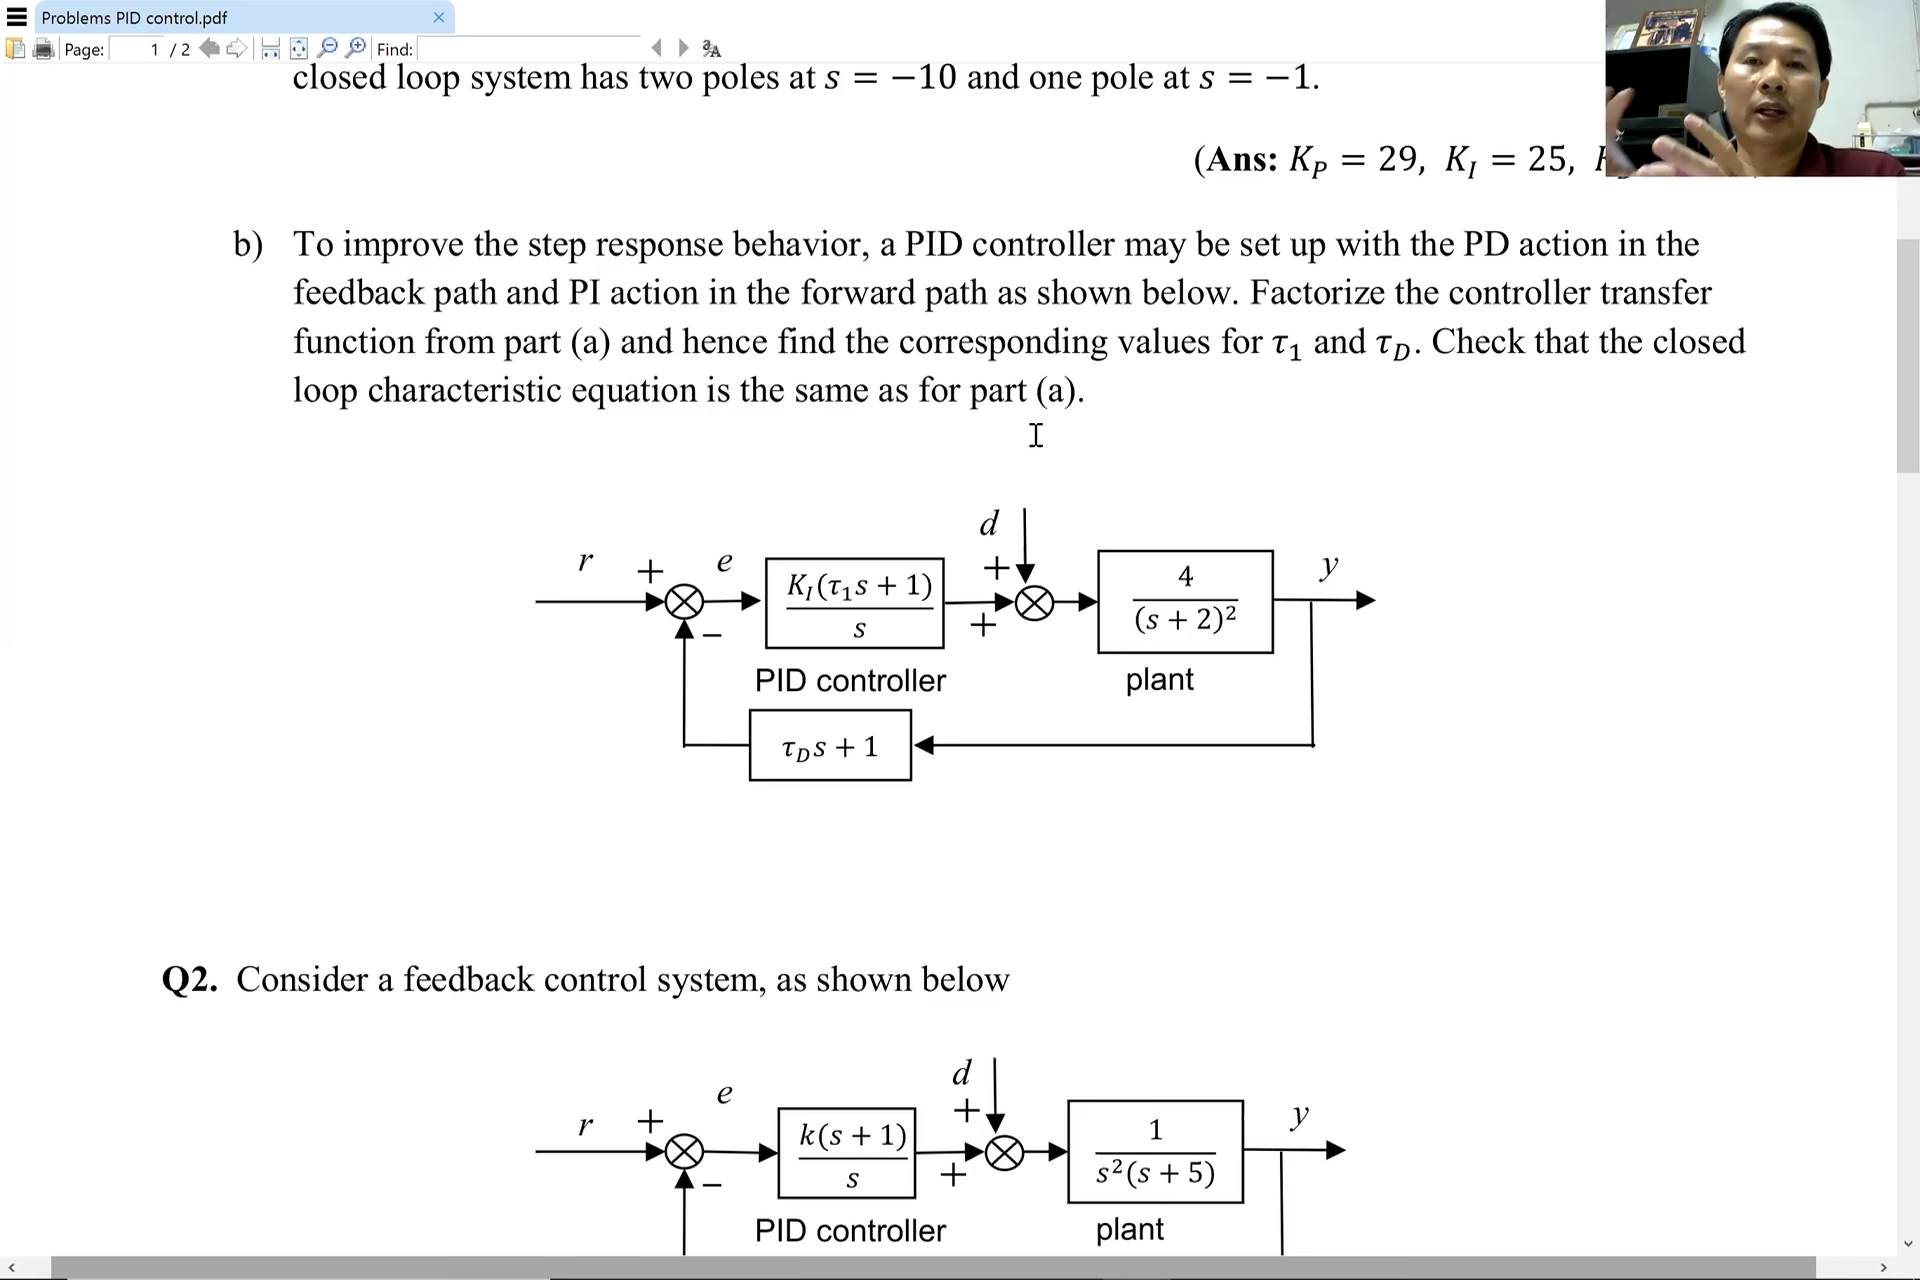 Problems PID control.pdf
Page: 1 / 2 Find:
closed loop system has two poles at s = −10 and one pole at s = −1.
(Ans: K_P = 29, K_I = 25,
b) To improve the step response behavior, a PID controller may be set up with the PD action in the
feedback path and PI action in the forward path as shown below. Factorize the controller transfer
function from part (a) and hence find the corresponding values for τ₁ and τ_D. Check that the closed
loop characteristic equation is the same as for part (a).
d
r + e K_I(τ₁s + 1) + 4 y
s + (s + 2)²
−
PID controller plant
τ_Ds + 1
Q2. Consider a feedback control system, as shown below
d
e
r + k(s + 1) + 1 y
s + s²(s + 5)
−
PID controller plant